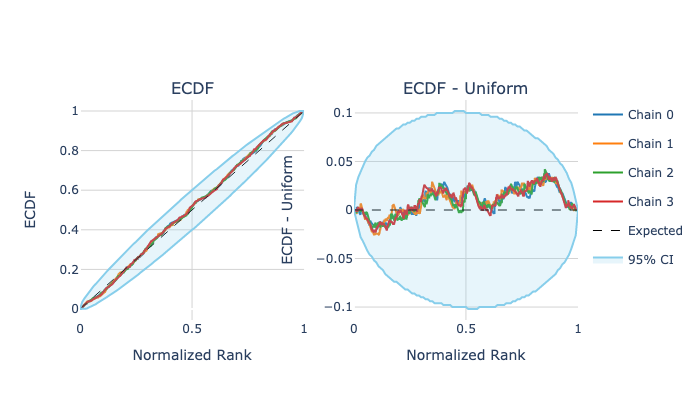 ECDF
ECDF - Uniform
ECDF
1
0.8
0.6
0.4
0.2
0
0
0.5
1
Normalized Rank
ECDF - Uniform
0.1
0.05
0
−0.05
−0.1
0
0.5
1
Normalized Rank
Chain 0
Chain 1
Chain 2
Chain 3
Expected
95% CI